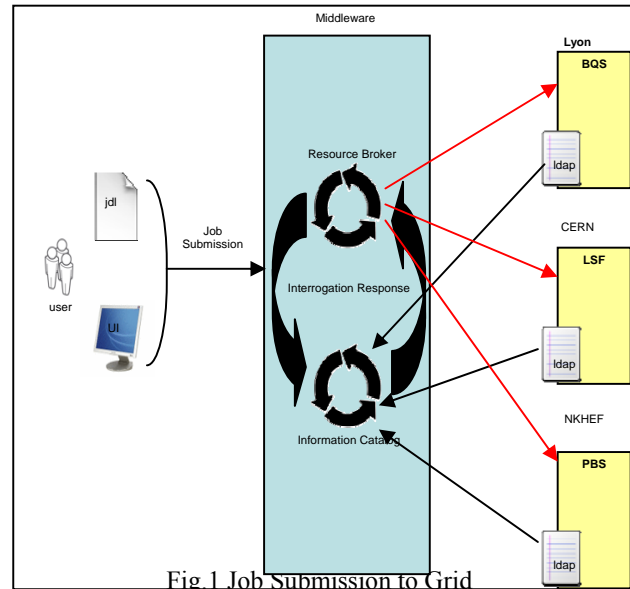 Middleware
Lyon
BQS
Resource Broker
ldap
jdl
Job
Submission
CERN
LSF
Interrogation Response
user
UI
ldap
NKHEF
Information Catalog
PBS
ldap
Fig.1 Job Submission to Grid